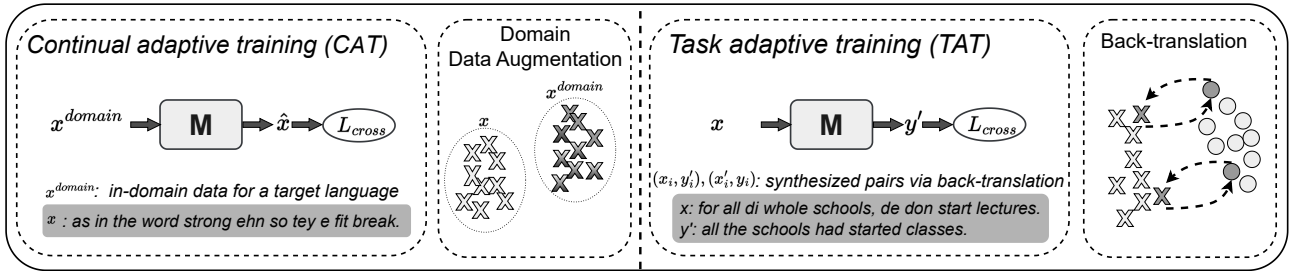 Continual adaptive training (CAT)
x^domain M x̂ L_cross
x^domain: in-domain data for a target language
x : as in the word strong ehn so tey e fit break.
Domain
Data Augmentation
x^domain
x
Task adaptive training (TAT)
x M y′ L_cross
(x_i, y′_i), (x′_i, y_i): synthesized pairs via back-translation
x: for all di whole schools, de don start lectures.
y': all the schools had started classes.
Back-translation